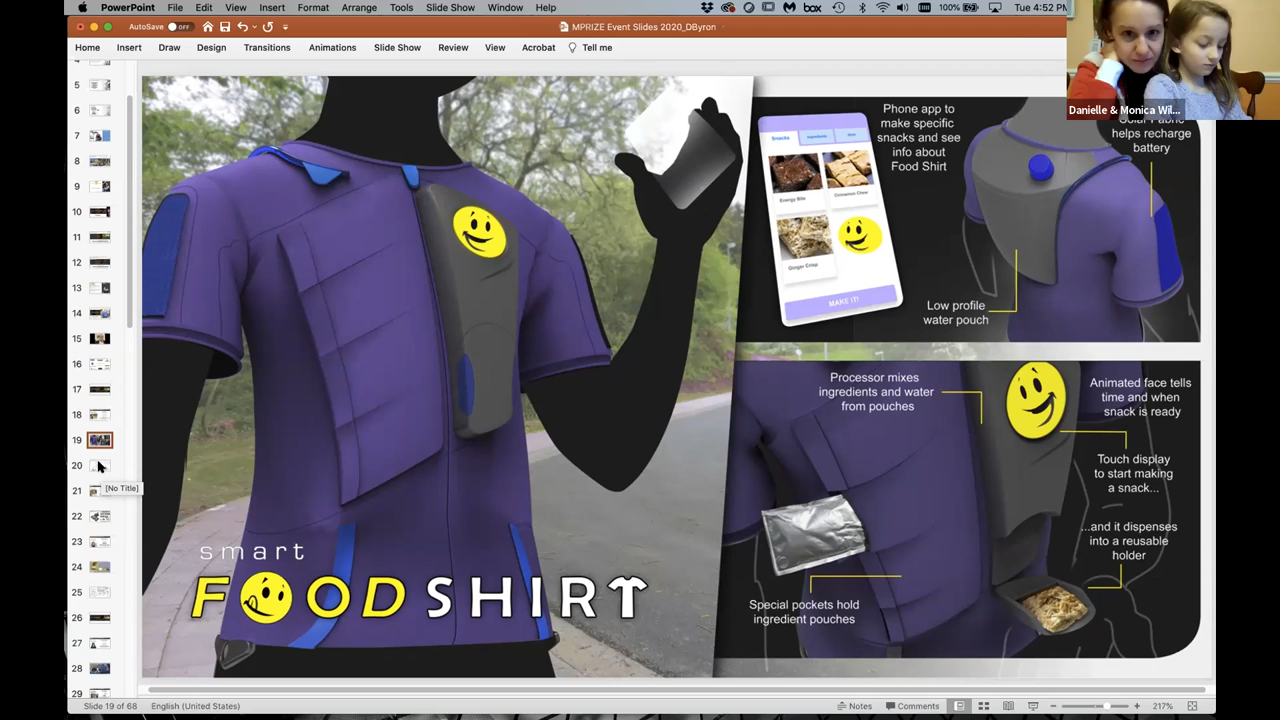 PowerPoint File Edit View Insert Format Arrange Tools Slide Show Window Help
box 100% Tue 4:52 PM
AutoSave OFF
MPRIZE Event Slides 2020_DByron
Home Insert Draw Design Transitions Animations Slide Show Review View Acrobat Tell me
Danielle & Monica Wil...
4
5
6
7
8
9
10
11
12
13
14
15
16
17
18
19
20
[No Title]
21
22
23
24
25
26
27
28
29
smart
FOOD SHIRT
Phone app to
make specific
snacks and see
info about
Food Shirt
Snacks Ingredients
Energy Bite
Cinnamon Chew
Ginger Crisp
MAKE IT!
helps recharge
battery
Low profile
water pouch
Processor mixes
ingredients and water
from pouches
Animated face tells
time and when
snack is ready
Touch display
to start making
a snack...
...and it dispenses
into a reusable
holder
Special pockets hold
ingredient pouches
Slide 19 of 68 English (United States)
Notes Comments 217%